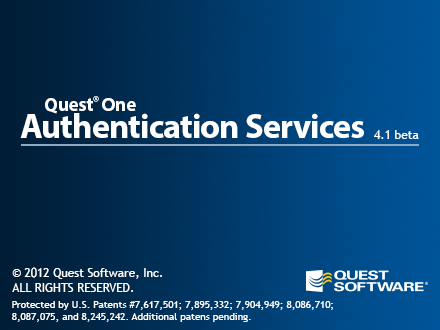 Quest® One
Authentication Services 4.1 beta
© 2012 Quest Software, Inc.
ALL RIGHTS RESERVED.
QUEST
SOFTWARE®
Protected by U.S. Patents #7,617,501; 7,895,332; 7,904,949; 8,086,710;
8,087,075, and 8,245,242. Additional patens pending.